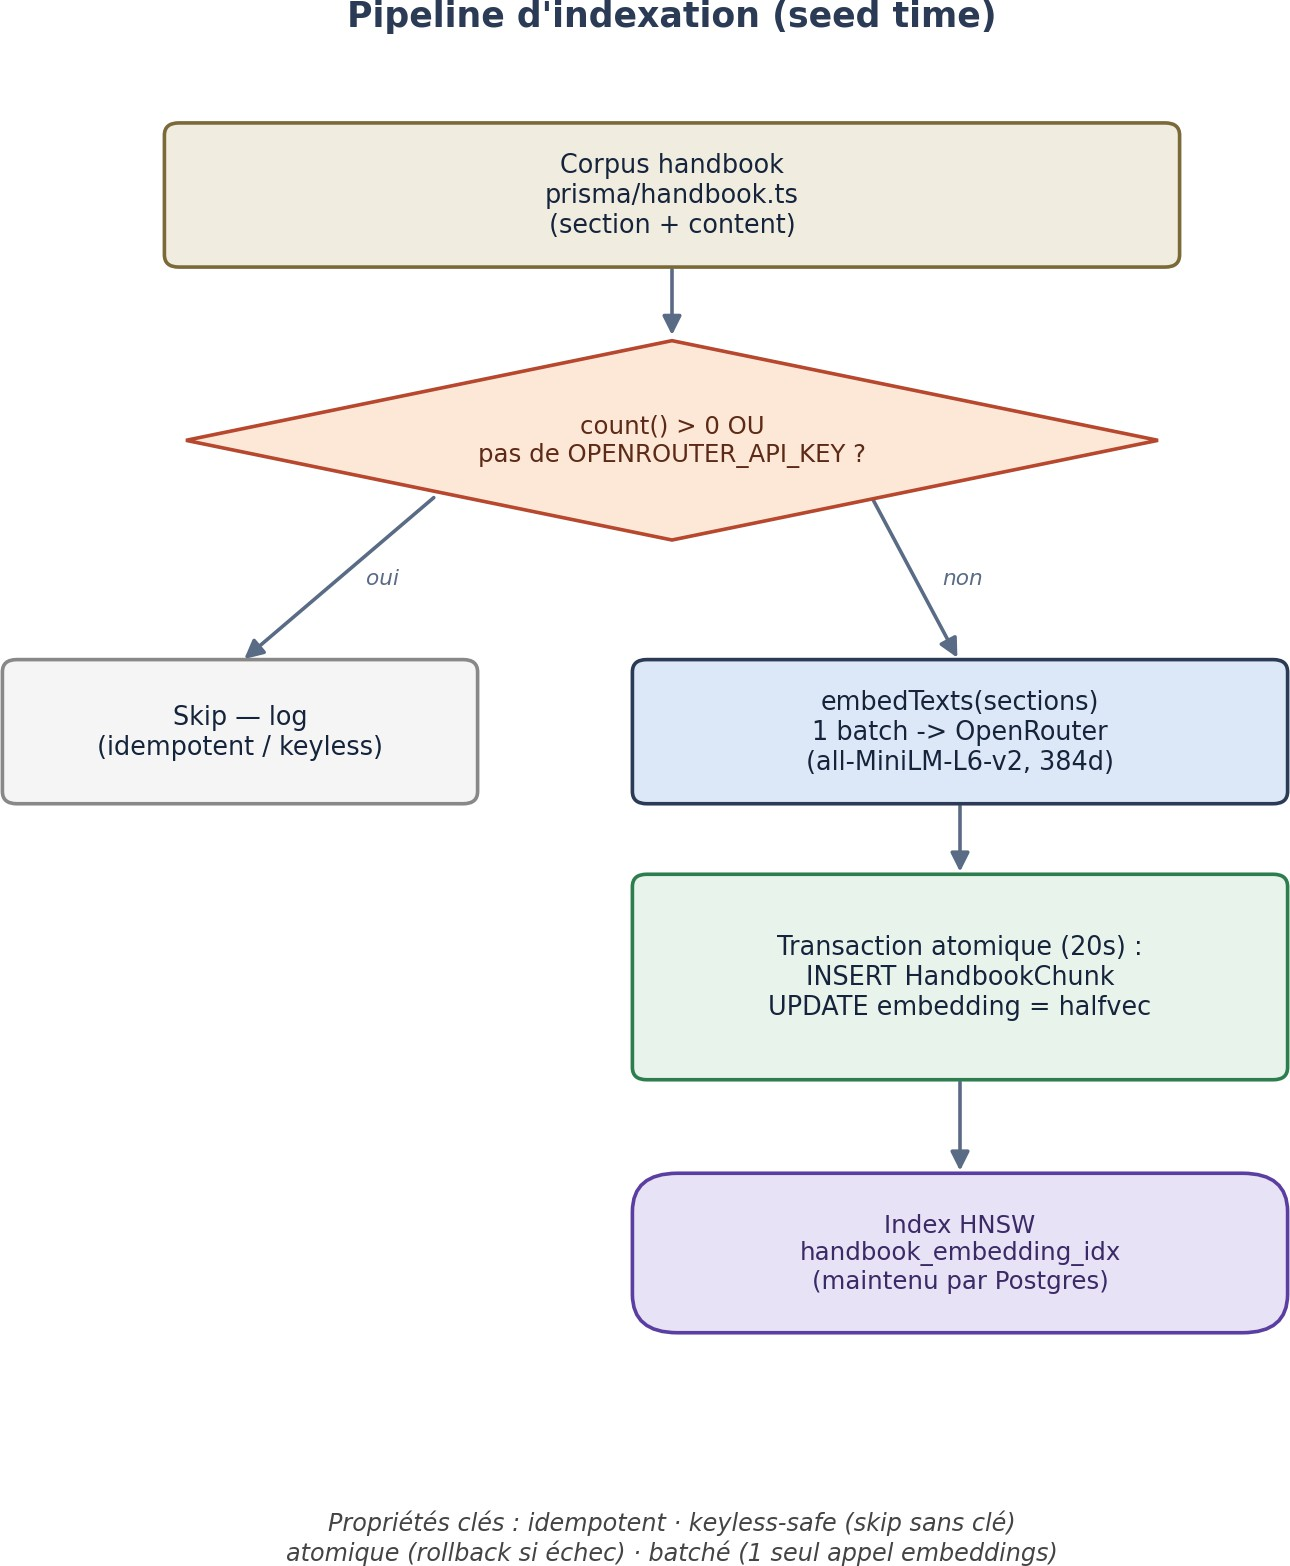 Pipeline d'indexation (seed time)
Corpus handbook
prisma/handbook.ts
(section + content)
count() > 0 OU
pas de OPENROUTER_API_KEY ?
oui
non
Skip — log
(idempotent / keyless)
embedTexts(sections)
1 batch -> OpenRouter
(all-MiniLM-L6-v2, 384d)
Transaction atomique (20s) :
INSERT HandbookChunk
UPDATE embedding = halfvec
Index HNSW
handbook_embedding_idx
(maintenu par Postgres)
Propriétés clés : idempotent · keyless-safe (skip sans clé)
atomique (rollback si échec) · batché (1 seul appel embeddings)